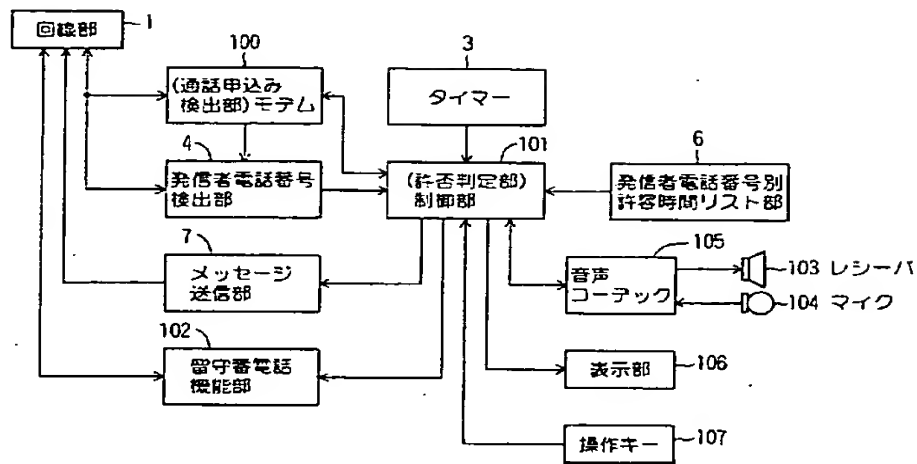 回線部
1
100
(通話申込み
検出部)モデム
3
タイマー
4
発信者電話番号
検出部
101
(許否判定部)
制御部
6
発信者電話番号別
許容時間リスト部
7
メッセージ
送信部
105
音声
コーデック
103 レシーバ
104 マイク
102
留守番電話
機能部
表示部
106
操作キー
107